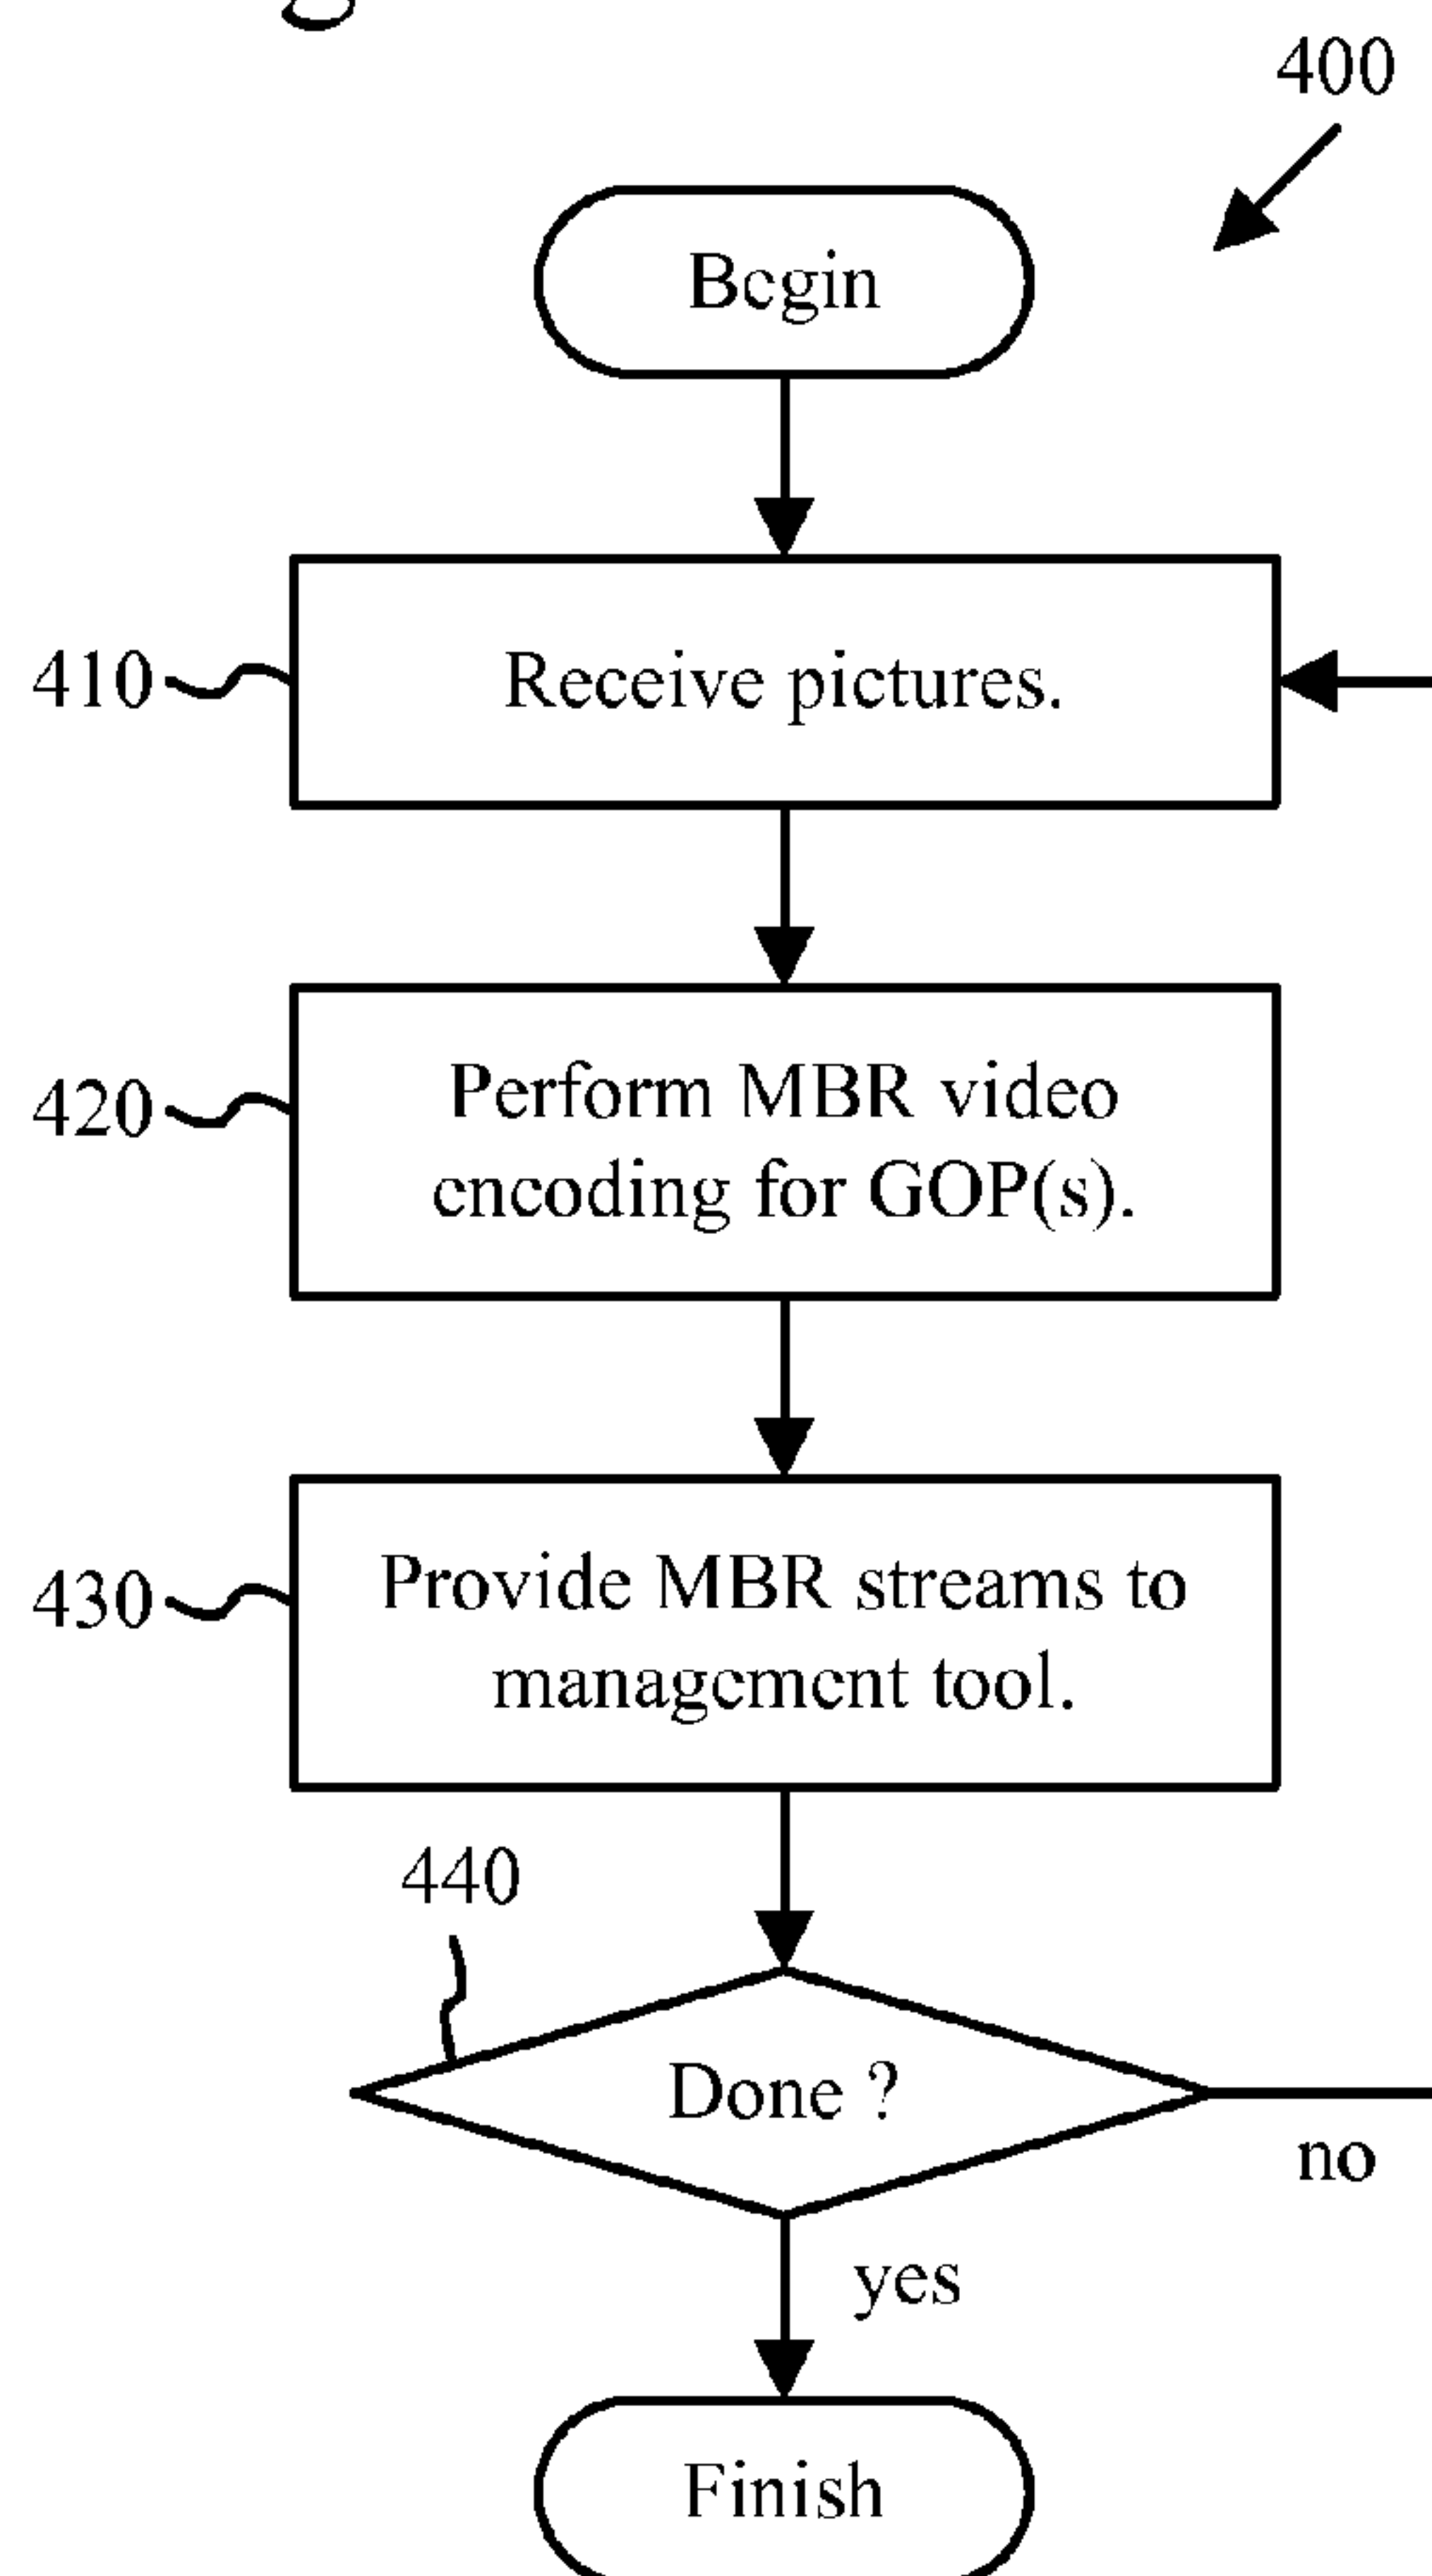 400
Begin
410
Receive pictures.
420
Perform MBR video
encoding for GOP(s).
430
Provide MBR streams to
management tool.
440
Done ?
no
yes
Finish